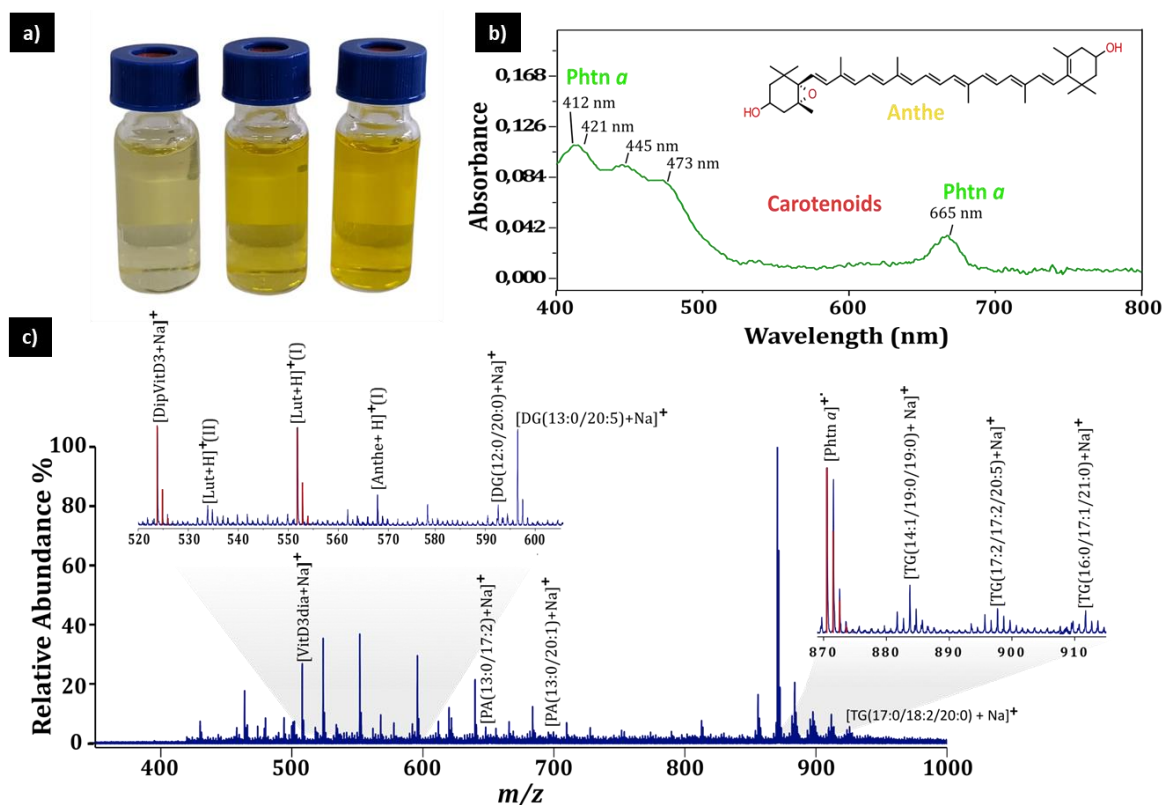 a)
b)
Absorbance
0,168
0,126
0,084
0,042
0,000
Phtn a
412 nm
421 nm
445 nm
473 nm
HO
O
OH
Anthe
Carotenoids
Phtn a
665 nm
400
500
600
700
800
Wavelength (nm)
c)
Relative Abundance %
100
80
60
40
20
0
[DipVitD3+Na]+
[Lut+H]+(II)
[Lut+H]+(I)
[Anthe+ H]+(I)
[DG(12:0/20:0)+Na]+
[DG(13:0/20:5)+Na]+
520
530
540
550
560
570
580
590
600
[VitD3dia+Na]+
[PA(13:0/17:2)+Na]+
[PA(13:0/20:1)+Na]+
[Phtn a]+•
[TG(14:1/19:0/19:0)+ Na]+
[TG(17:2/17:2/20:5)+Na]+
[TG(16:0/17:1/21:0)+Na]+
870
880
890
900
910
[TG(17:0/18:2/20:0) + Na]+
400
500
600
700
800
900
1000
m/z